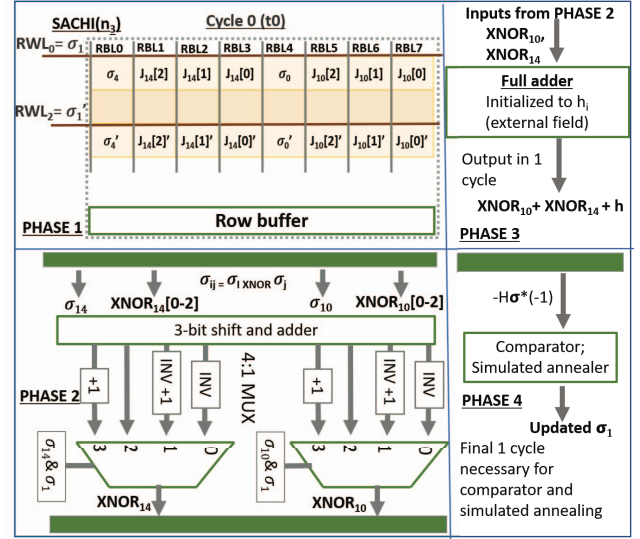 SACHI(n3)
Cycle 0 (t0)
RWL0= σ1
RBL0 RBL1 RBL2 RBL3 RBL4 RBL5 RBL6 RBL7
σ4 J14[2] J14[1] J14[0] σ0 J10[2] J10[1] J10[0]
RWL2= σ1'
σ4' J14[2]' J14[1]' J14[0]' σ0' J10[2]' J10[1]' J10[0]'
Row buffer
PHASE 1
Inputs from PHASE 2
XNOR10,
XNOR14
Full adder
Initialized to hi
(external field)
Output in 1
cycle
XNOR10+ XNOR14 + h
PHASE 3
σij = σI XNOR σj
σ14 XNOR14[0-2] σ10 XNOR10[0-2]
3-bit shift and adder
+1 INV +1 INV 4:1 MUX +1 INV +1 INV
PHASE 2
3 2 1 0 3 2 1 0
σ14& σ1
σ10& σ1
XNOR14 XNOR10
-Hσ*(-1)
Comparator;
Simulated annealer
PHASE 4
Updated σ1
Final 1 cycle
necessary for
comparator and
simulated annealing